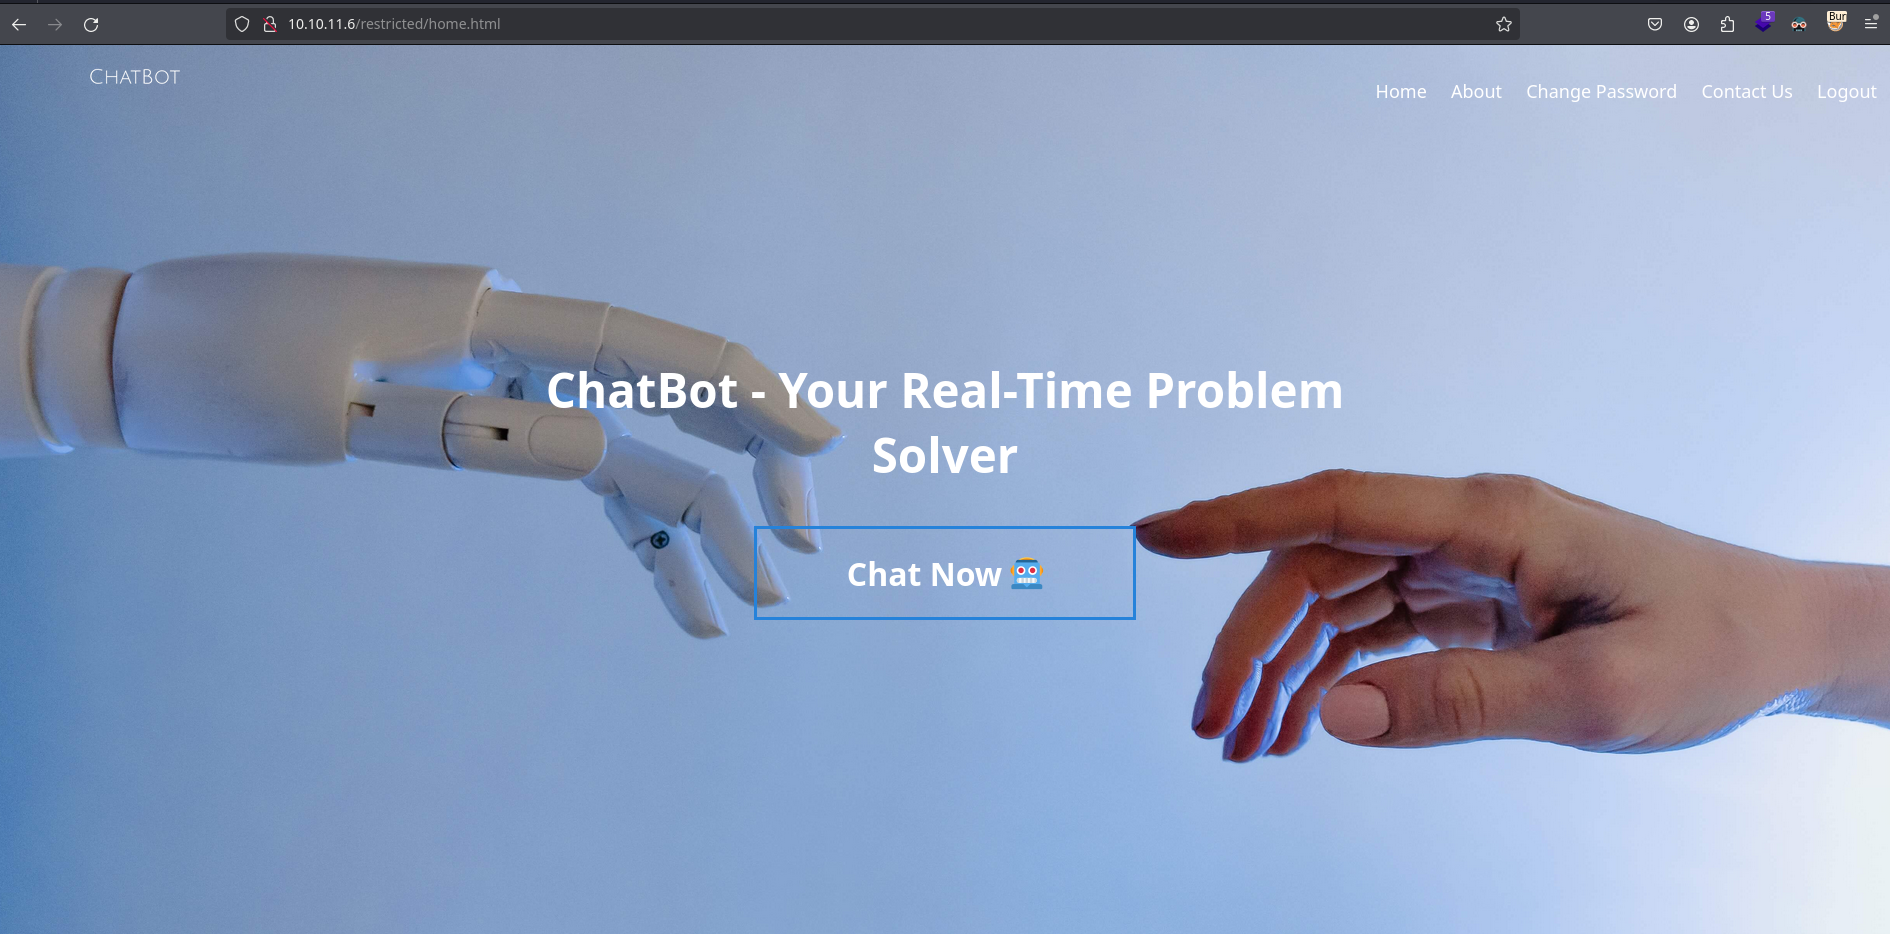 10.10.11.6/restricted/home.html
5
Bur
CHATBOT
Home About Change Password Contact Us Logout
ChatBot - Your Real-Time Problem
Solver
Chat Now 🤖